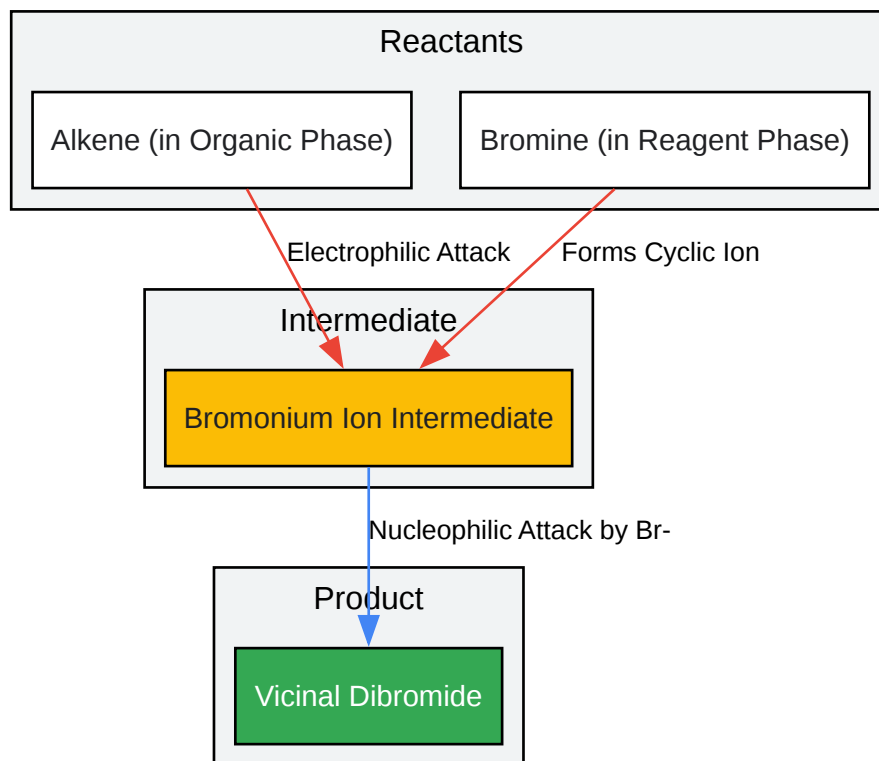 Reactants
Alkene (in Organic Phase)
Bromine (in Reagent Phase)
Electrophilic Attack
Forms Cyclic Ion
Intermediate
Bromonium Ion Intermediate
Nucleophilic Attack by Br-
Product
Vicinal Dibromide